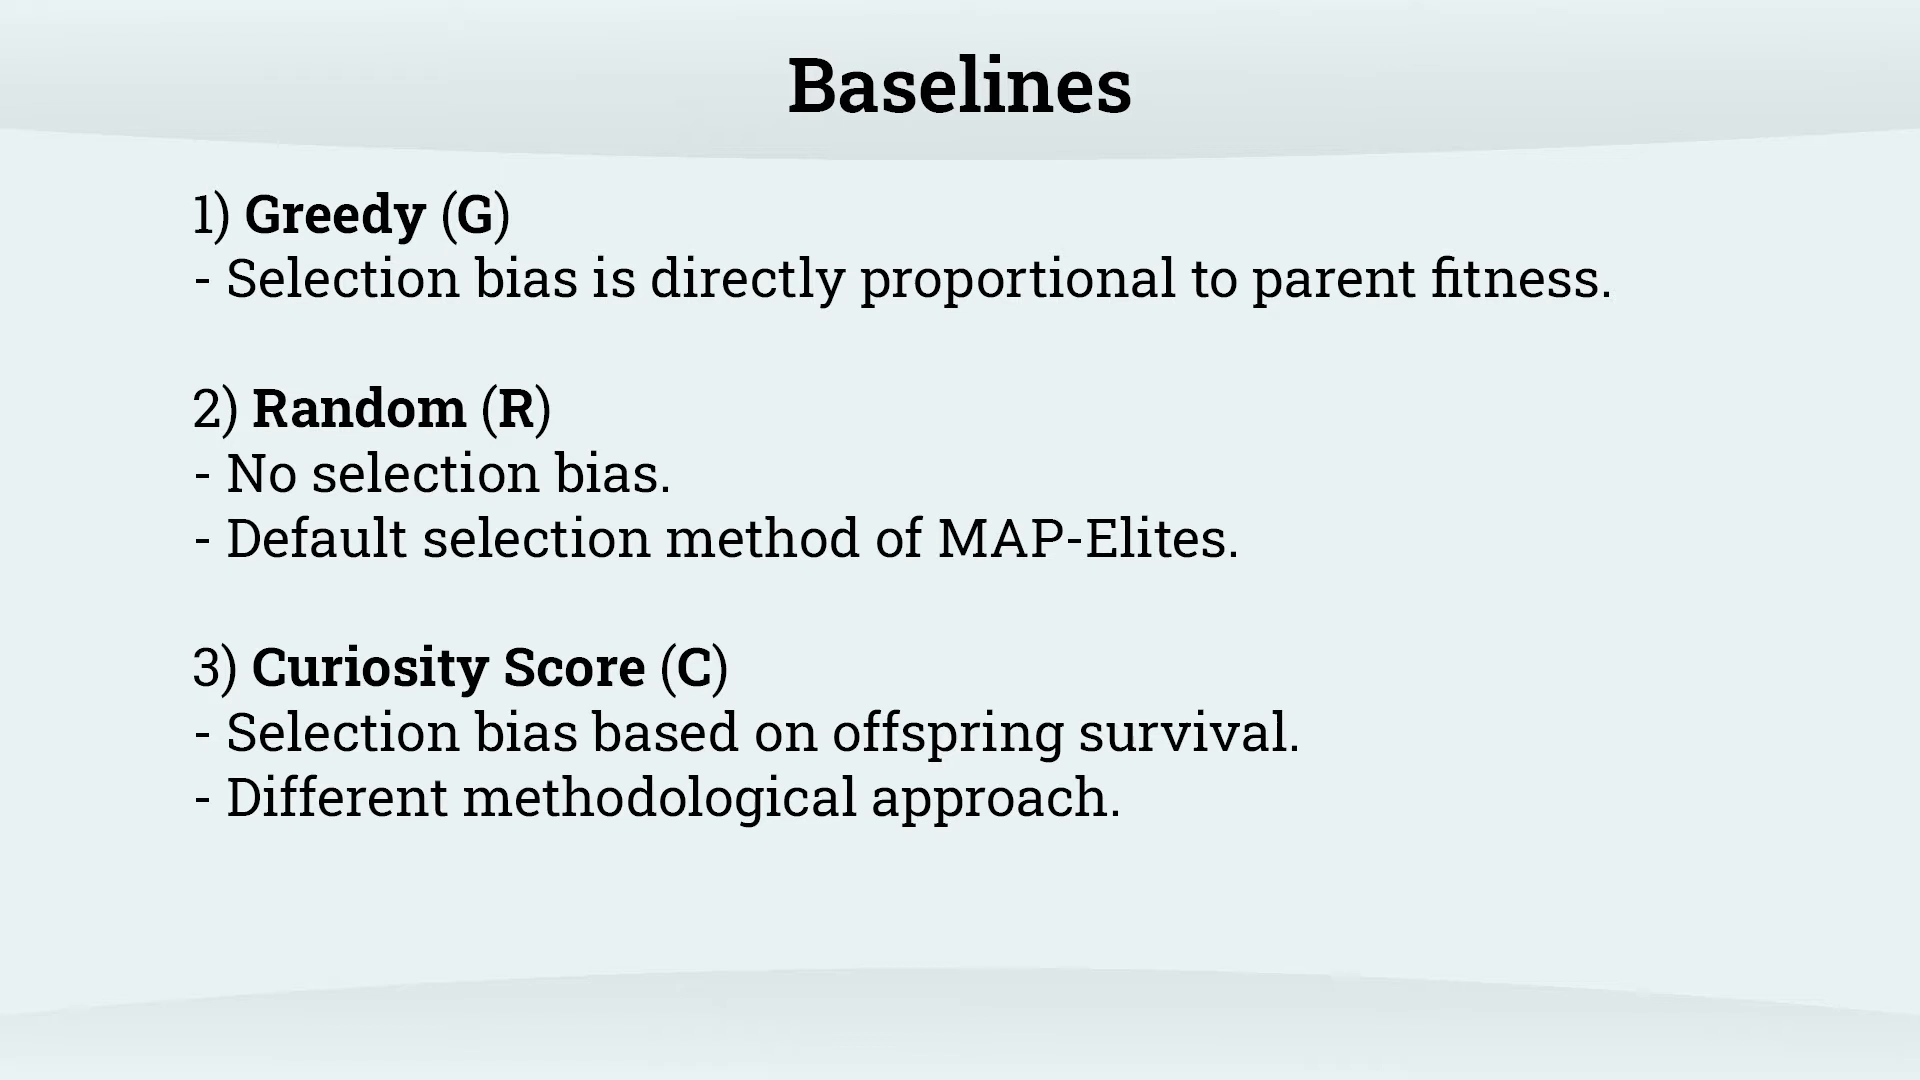 Baselines
1) Greedy (G)
- Selection bias is directly proportional to parent fitness.
2) Random (R)
- No selection bias.
- Default selection method of MAP-Elites.
3) Curiosity Score (C)
- Selection bias based on offspring survival.
- Different methodological approach.